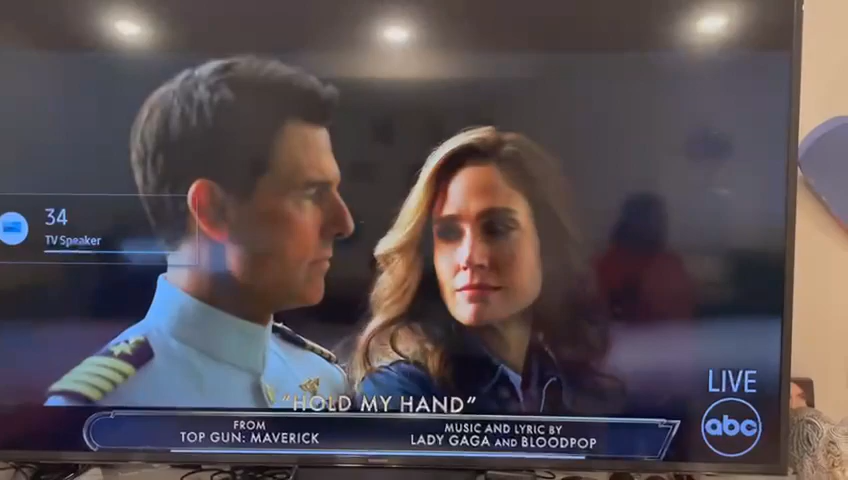 34
TV Speaker
"HOLD MY HAND"
FROM
TOP GUN: MAVERICK
MUSIC AND LYRIC BY
LADY GAGA AND BLOODPOP
LIVE
abc